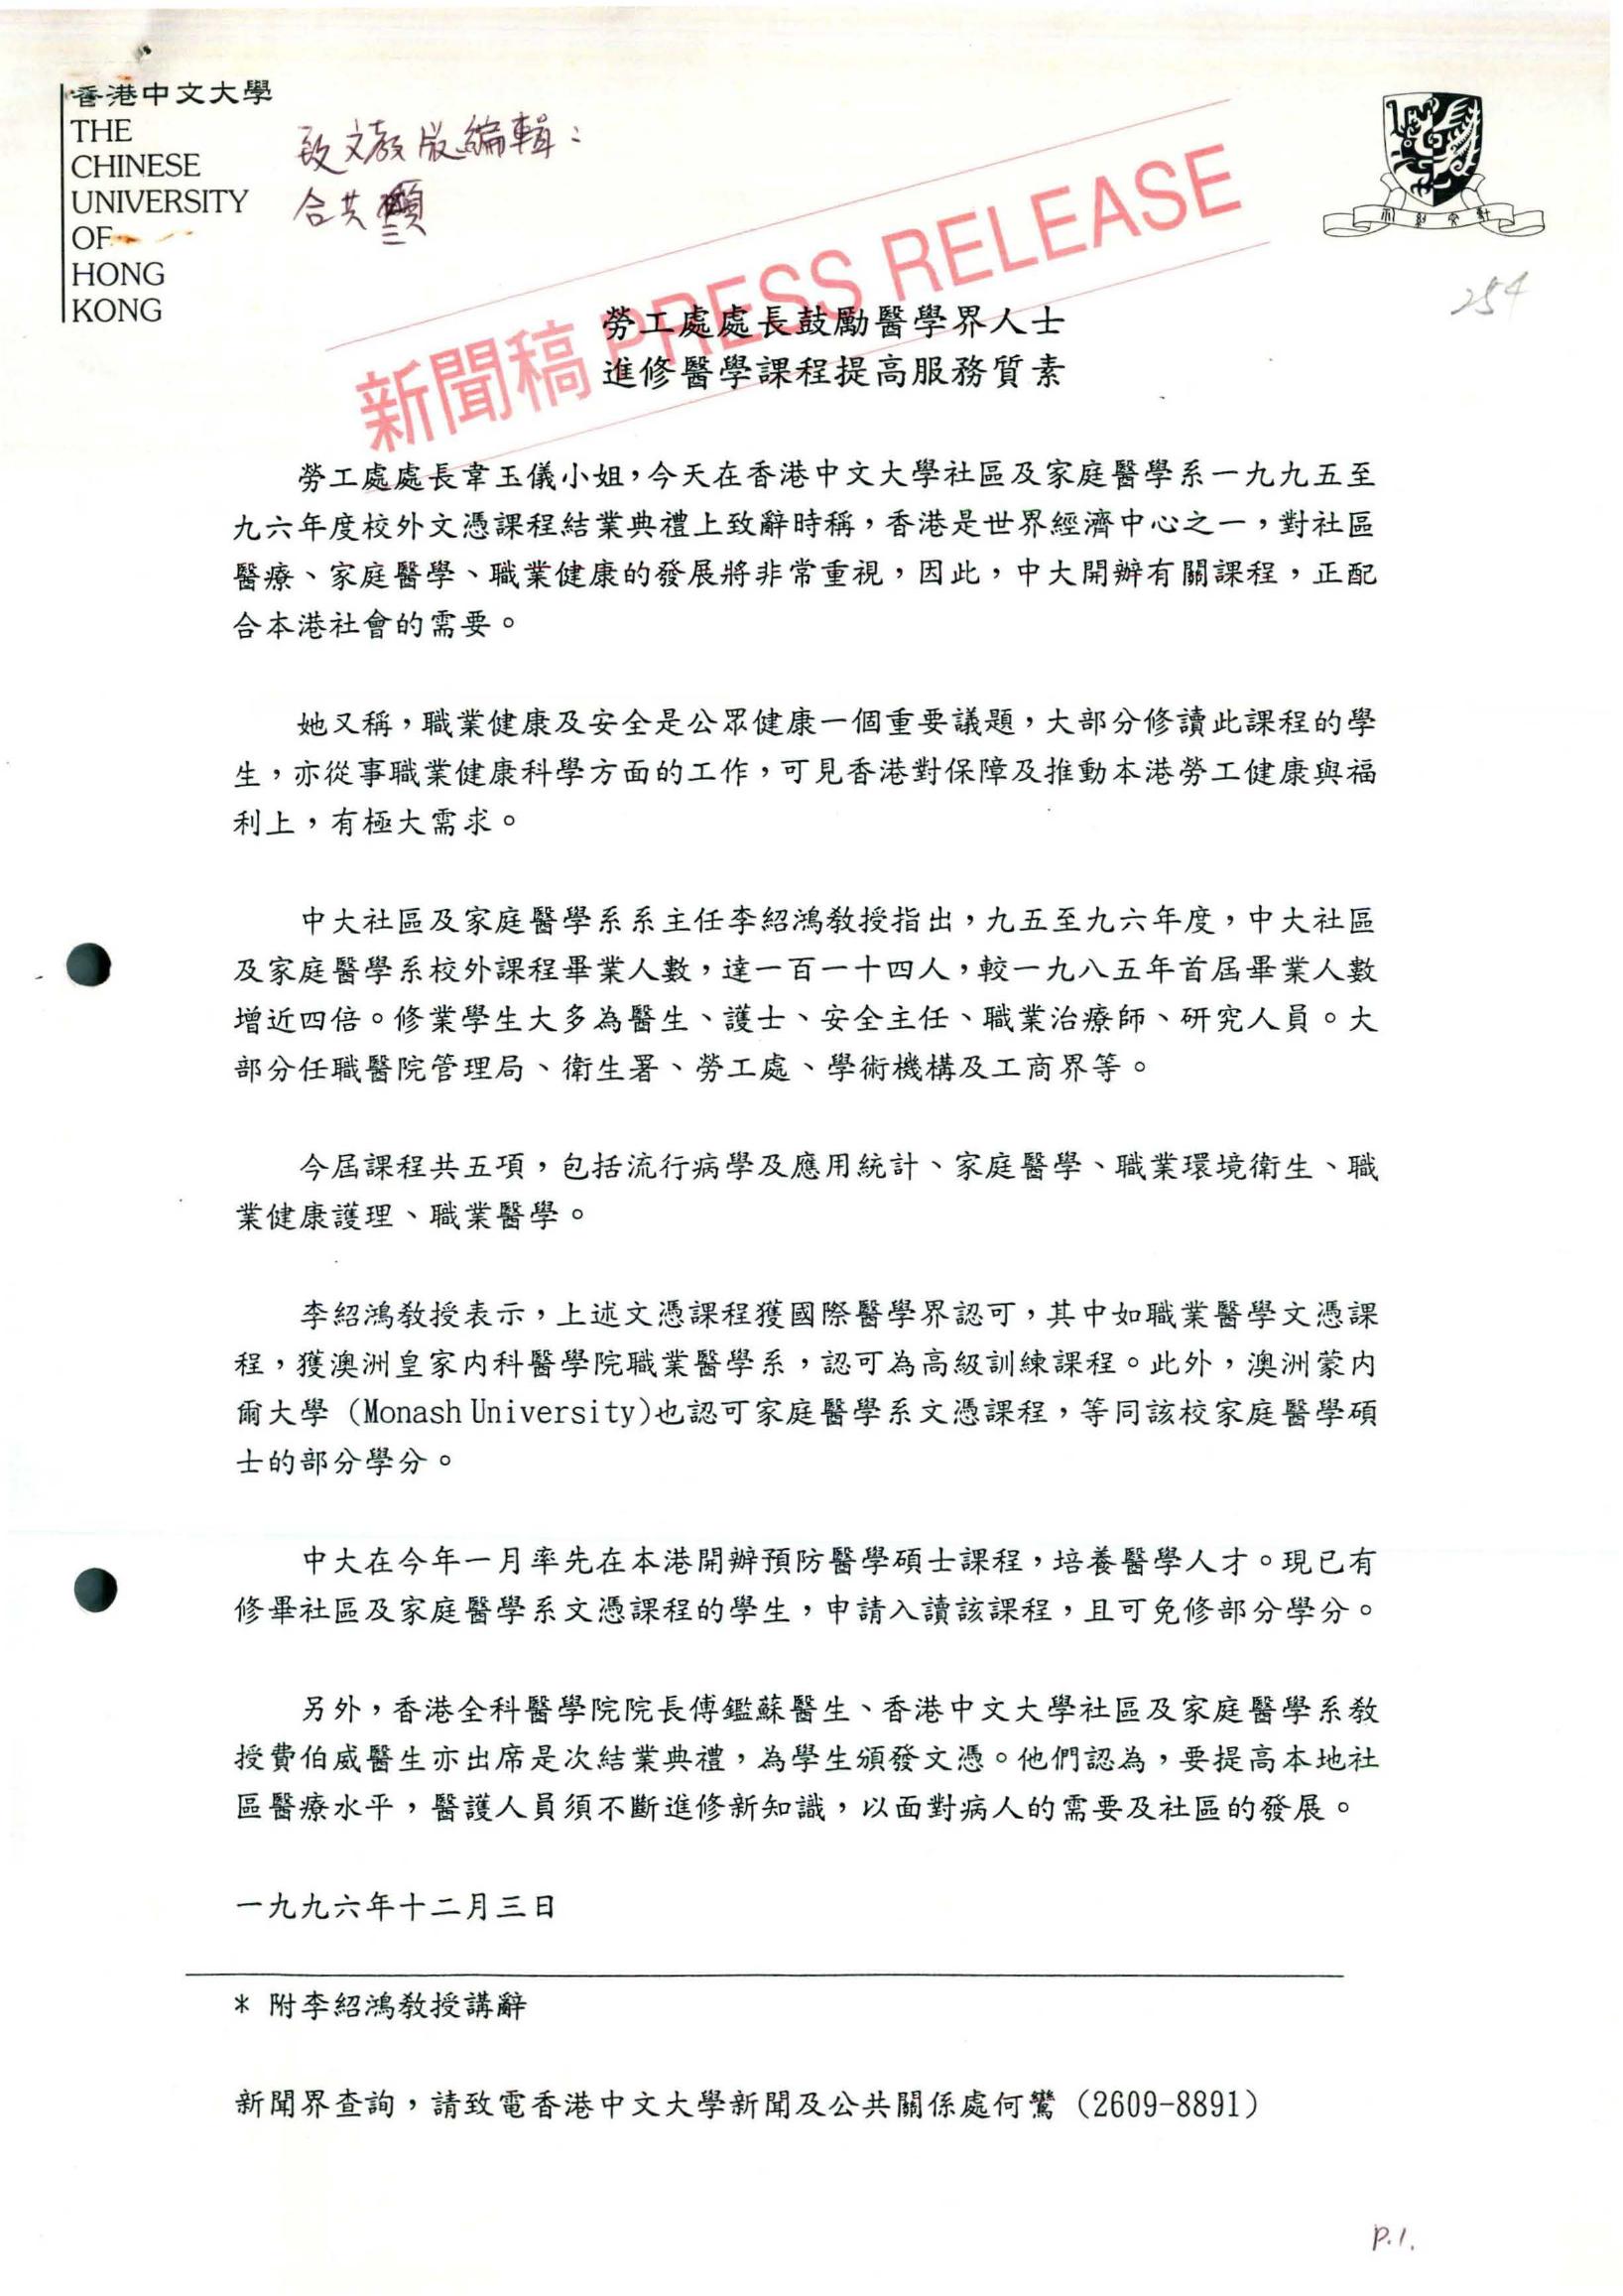 香港中文大學
THE
CHINESE
UNIVERSITY
OF
HONG
KONG
致文教版編輯：
合共
新聞稿 PRESS RELEASE
254
勞工處處長鼓勵醫學界人士
進修醫學課程提高服務質素
勞工處處長韋玉儀小姐，今天在香港中文大學社區及家庭醫學系一九九五至
九六年度校外文憑課程結業典禮上致辭時稱，香港是世界經濟中心之一，對社區
醫療、家庭醫學、職業健康的發展將非常重視，因此，中大開辦有關課程，正配
合本港社會的需要。
她又稱，職業健康及安全是公眾健康一個重要議題，大部分修讀此課程的學
生，亦從事職業健康科學方面的工作，可見香港對保障及推動本港勞工健康與福
利上，有極大需求。
中大社區及家庭醫學系系主任李紹鴻教授指出，九五至九六年度，中大社區
及家庭醫學系校外課程畢業人數，達一百一十四人，較一九八五年首屆畢業人數
增近四倍。修業學生大多為醫生、護士、安全主任、職業治療師、研究人員。大
部分任職醫院管理局、衛生署、勞工處、學術機構及工商界等。
今屆課程共五項，包括流行病學及應用統計、家庭醫學、職業環境衛生、職
業健康護理、職業醫學。
李紹鴻教授表示，上述文憑課程獲國際醫學界認可，其中如職業醫學文憑課
程，獲澳洲皇家內科醫學院職業醫學系，認可為高級訓練課程。此外，澳洲蒙內
爾大學 (Monash University)也認可家庭醫學系文憑課程，等同該校家庭醫學碩
士的部分學分。
中大在今年一月率先在本港開辦預防醫學碩士課程，培養醫學人才。現已有
修畢社區及家庭醫學系文憑課程的學生，申請入讀該課程，且可免修部分學分。
另外，香港全科醫學院院長傅鑑蘇醫生、香港中文大學社區及家庭醫學系教
授費伯威醫生亦出席是次結業典禮，為學生頒發文憑。他們認為，要提高本地社
區醫療水平，醫護人員須不斷進修新知識，以面對病人的需要及社區的發展。
一九九六年十二月三日
* 附李紹鴻教授講辭
新聞界查詢，請致電香港中文大學新聞及公共關係處何鸞 (2609-8891)
P.1.